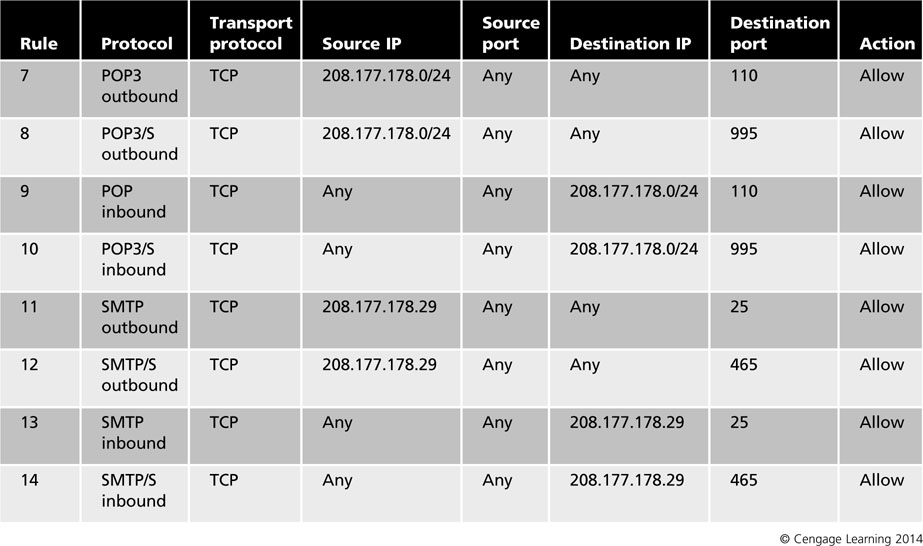 Rule Protocol Transport protocol Source IP Source port Destination IP Destination port Action
7 POP3 outbound TCP 208.177.178.0/24 Any Any 110 Allow
8 POP3/S outbound TCP 208.177.178.0/24 Any Any 995 Allow
9 POP inbound TCP Any Any 208.177.178.0/24 110 Allow
10 POP3/S inbound TCP Any Any 208.177.178.0/24 995 Allow
11 SMTP outbound TCP 208.177.178.29 Any Any 25 Allow
12 SMTP/S outbound TCP 208.177.178.29 Any Any 465 Allow
13 SMTP inbound TCP Any Any 208.177.178.29 25 Allow
14 SMTP/S inbound TCP Any Any 208.177.178.29 465 Allow
© Cengage Learning 2014